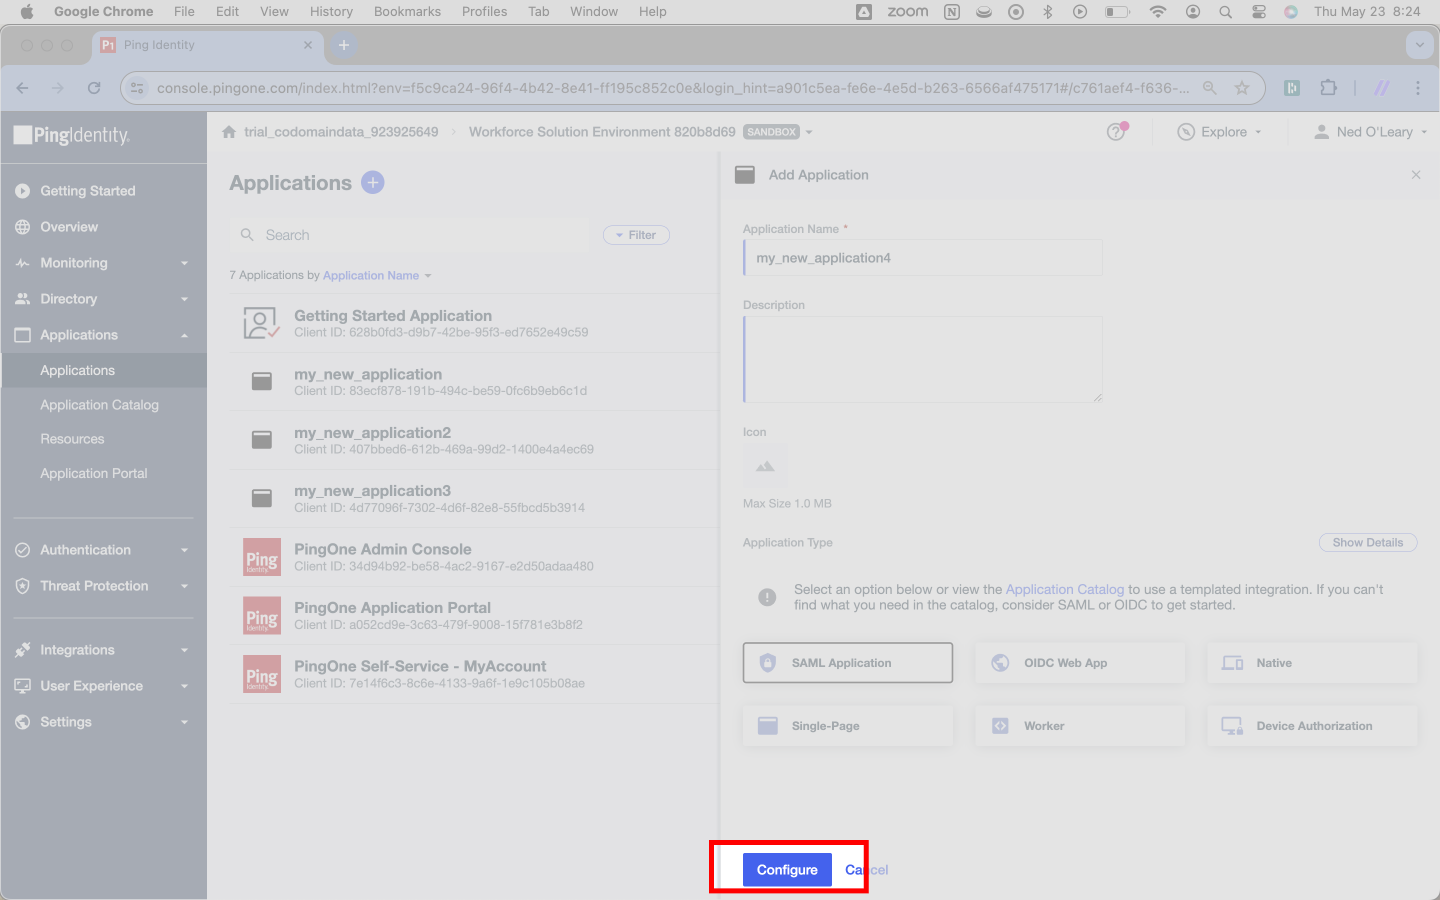 Google Chrome File Edit View History Bookmarks Profiles Tab Window Help zoom Thu May 23 8:24
P1 Ping Identity
console.pingone.com/index.html?env=f5c9ca24-96f4-4b42-8e41-ff195c852c0e&login_hint=a901c5ea-fe6e-4e5d-b263-6566af475171#/c761aef4-f636-...
PingIdentity.
trial_codomaindata_923925649 › Workforce Solution Environment 820b8d69 SANDBOX
Explore
Ned O'Leary
Getting Started
Overview
Monitoring
Directory
Applications
Applications
Application Catalog
Resources
Application Portal
Authentication
Threat Protection
Integrations
User Experience
Settings
Applications
Search
Filter
7 Applications by Application Name
Getting Started Application
Client ID: 628b0fd3-d9b7-42be-95f3-ed7652e49c59
my_new_application
Client ID: 83ecf878-191b-494c-be59-0fc6b9eb6c1d
my_new_application2
Client ID: 407bbed6-612b-469a-99d2-1400e4a4ec69
my_new_application3
Client ID: 4d77096f-7302-4d6f-82e8-55fbcd5b3914
Ping
Identity
PingOne Admin Console
Client ID: 34d94b92-be58-4ac2-9167-e2d50adaa480
Ping
Identity
PingOne Application Portal
Client ID: a052cd9e-3c63-479f-9008-15f781e3b8f2
Ping
Identity
PingOne Self-Service - MyAccount
Client ID: 7e14f6c3-8c6e-4133-9a6f-1e9c105b08ae
Add Application
Application Name *
my_new_application4
Description
Icon
Max Size 1.0 MB
Application Type
Show Details
Select an option below or view the Application Catalog to use a templated integration. If you can't
find what you need in the catalog, consider SAML or OIDC to get started.
SAML Application
OIDC Web App
Native
Single-Page
Worker
Device Authorization
Configure
Cancel